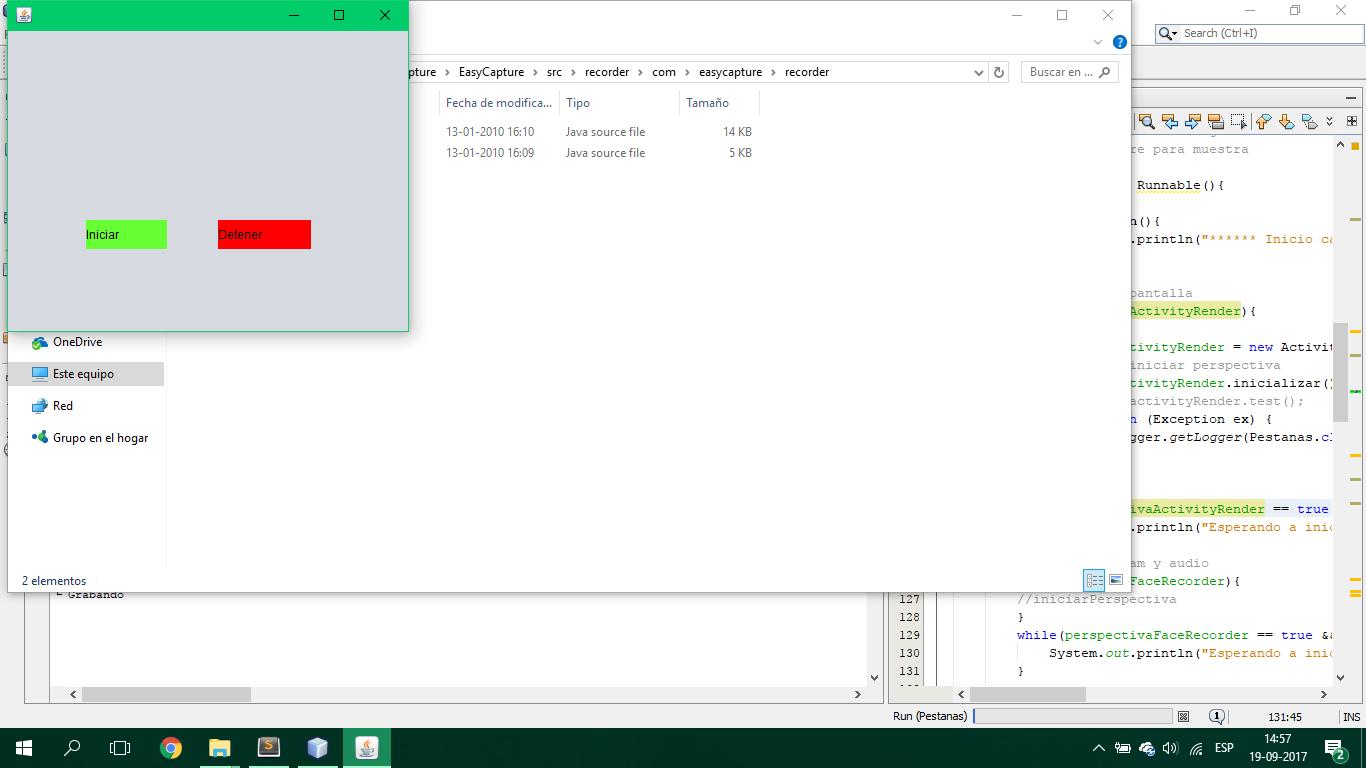 Search (Ctrl+I)
pture > EasyCapture > src > recorder > com > easycapture > recorder
Buscar en ...
Fecha de modifica...
Tipo
Tamaño
13-01-2010 16:10
Java source file
14 KB
13-01-2010 16:09
Java source file
5 KB
Iniciar
Detener
OneDrive
Este equipo
Red
Grupo en el hogar
2 elementos
Grabando
re para muestra
Runnable(){
n(){
.println("****** Inicio ca
pantalla
ActivityRender){
tivityRender = new Activit
iniciar perspectiva
tivityRender.inicializar()
activityRender.test();
h (Exception ex) {
gger.getLogger(Pestanas.cl
ivaActivityRender == true
.println("Esperando a inic
am y audio
FaceRecorder){
127 //iniciarPerspectiva
128 }
129 while(perspectivaFaceRecorder == true &&
130 System.out.println("Esperando a inic
131 }
Run (Pestanas)
1
131:45
INS
ESP
14:57
19-09-2017
2